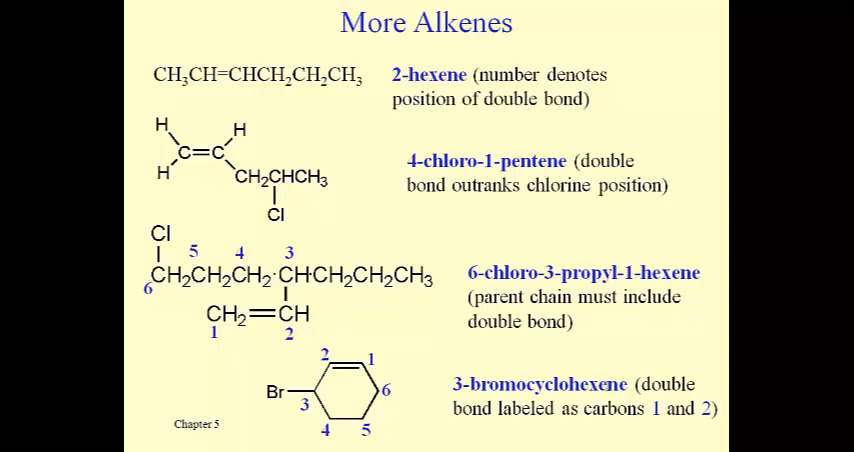 More Alkenes
CH₃CH=CHCH₂CH₂CH₃
2-hexene (number denotes
position of double bond)
H H
C=C
H CH₂CHCH₃
Cl
4-chloro-1-pentene (double
bond outranks chlorine position)
Cl
5 4 3
CH₂CH₂CH₂·CH·CH₂CH₂CH₃
6
CH₂=CH
1 2
6-chloro-3-propyl-1-hexene
(parent chain must include
double bond)
2 1
Br 6
3
4 5
3-bromocyclohexene (double
bond labeled as carbons 1 and 2)
Chapter 5